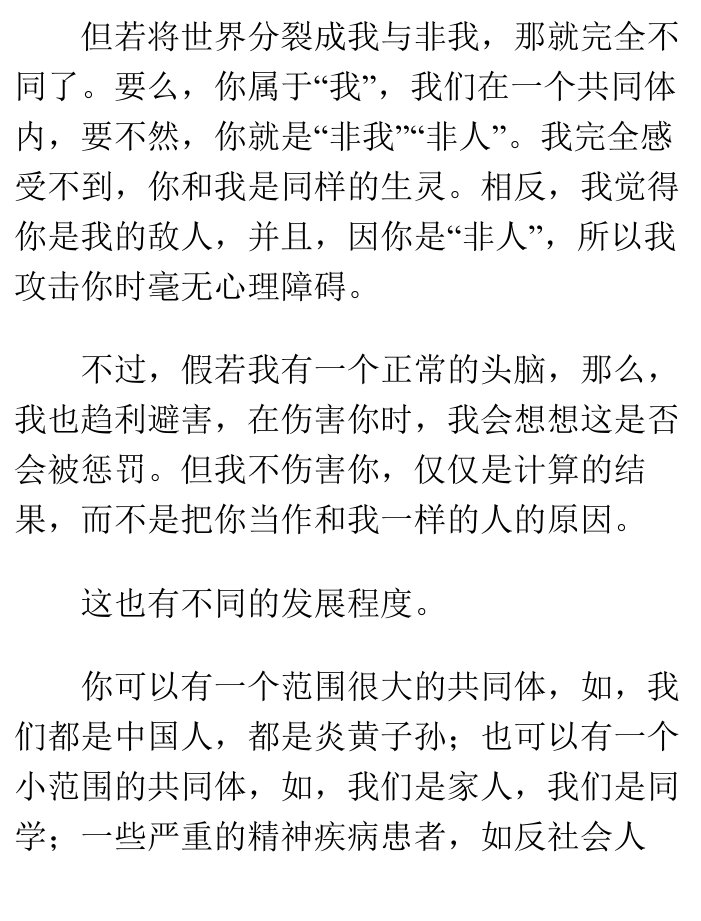 但若将世界分裂成我与非我，那就完全不
同了。要么，你属于“我”，我们在一个共同体
内，要不然，你就是“非我”“非人”。我完全感
受不到，你和我是同样的生灵。相反，我觉得
你是我的敌人，并且，因你是“非人”，所以我
攻击你时毫无心理障碍。
不过，假若我有一个正常的头脑，那么，
我也趋利避害，在伤害你时，我会想想这是否
会被惩罚。但我不伤害你，仅仅是计算的结
果，而不是把你当作和我一样的人的原因。
这也有不同的发展程度。
你可以有一个范围很大的共同体，如，我
们都是中国人，都是炎黄子孙；也可以有一个
小范围的共同体，如，我们是家人，我们是同
学；一些严重的精神疾病患者，如反社会人